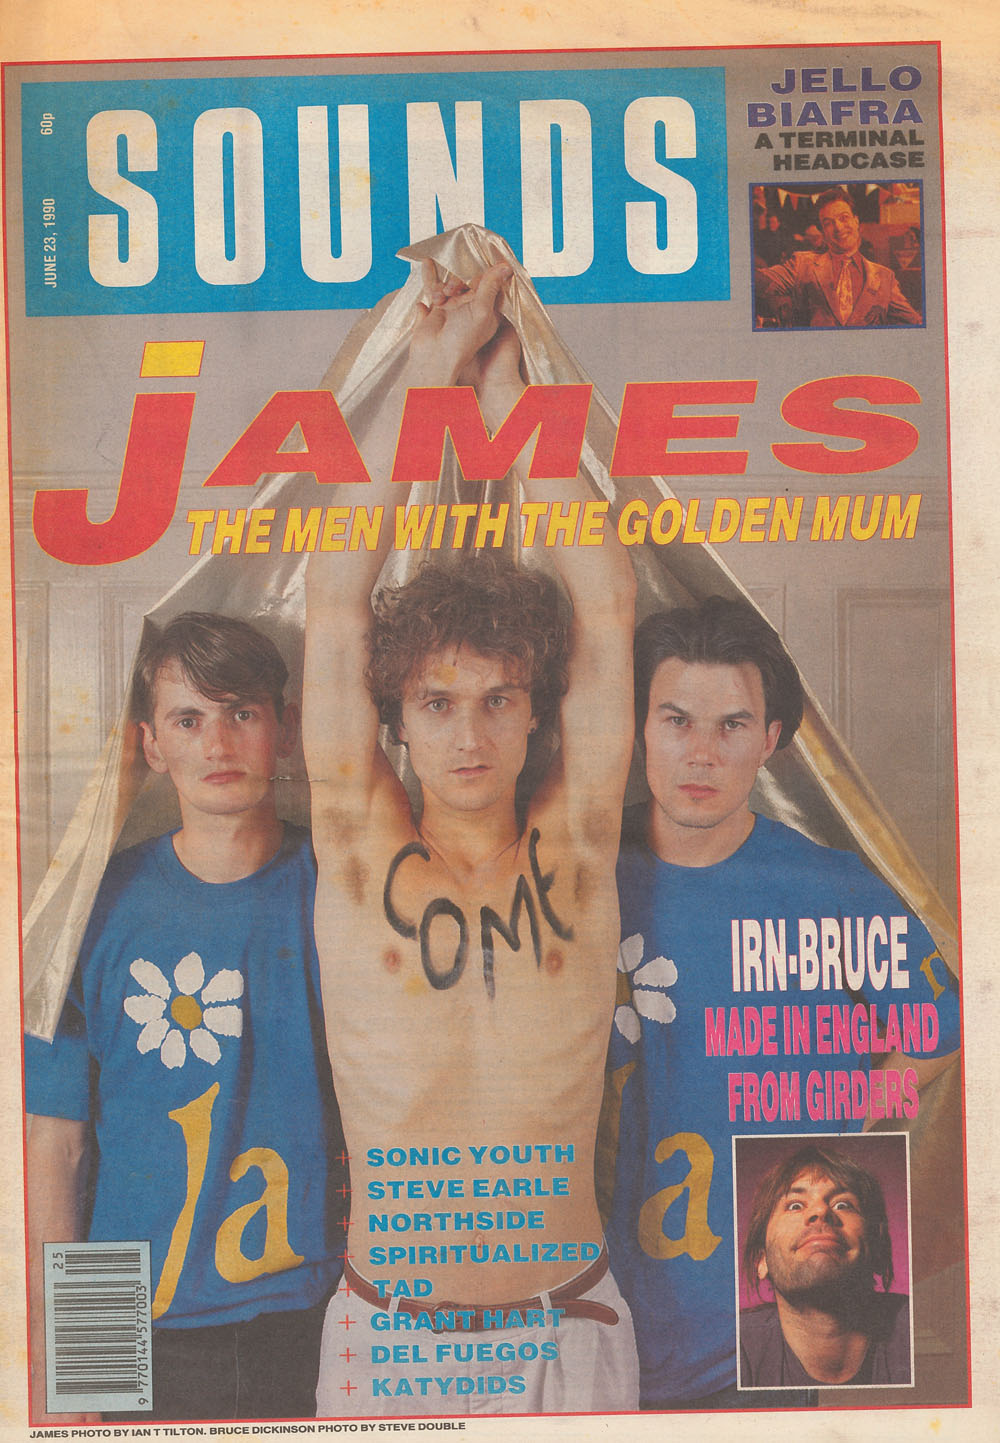 SOUNDS
60p
JUNE 23, 1990
JELLO
BIAFRA
A TERMINAL
HEADCASE
jAMES
THE MEN WITH THE GOLDEN MUM
COME
Ja
a
IRN-BRUCE
MADE IN ENGLAND
FROM GIRDERS
+ SONIC YOUTH
+ STEVE EARLE
+ NORTHSIDE
+ SPIRITUALIZED
+ TAD
+ GRANT HART
+ DEL FUEGOS
+ KATYDIDS
25
9 770144 577003
JAMES PHOTO BY IAN T TILTON. BRUCE DICKINSON PHOTO BY STEVE DOUBLE